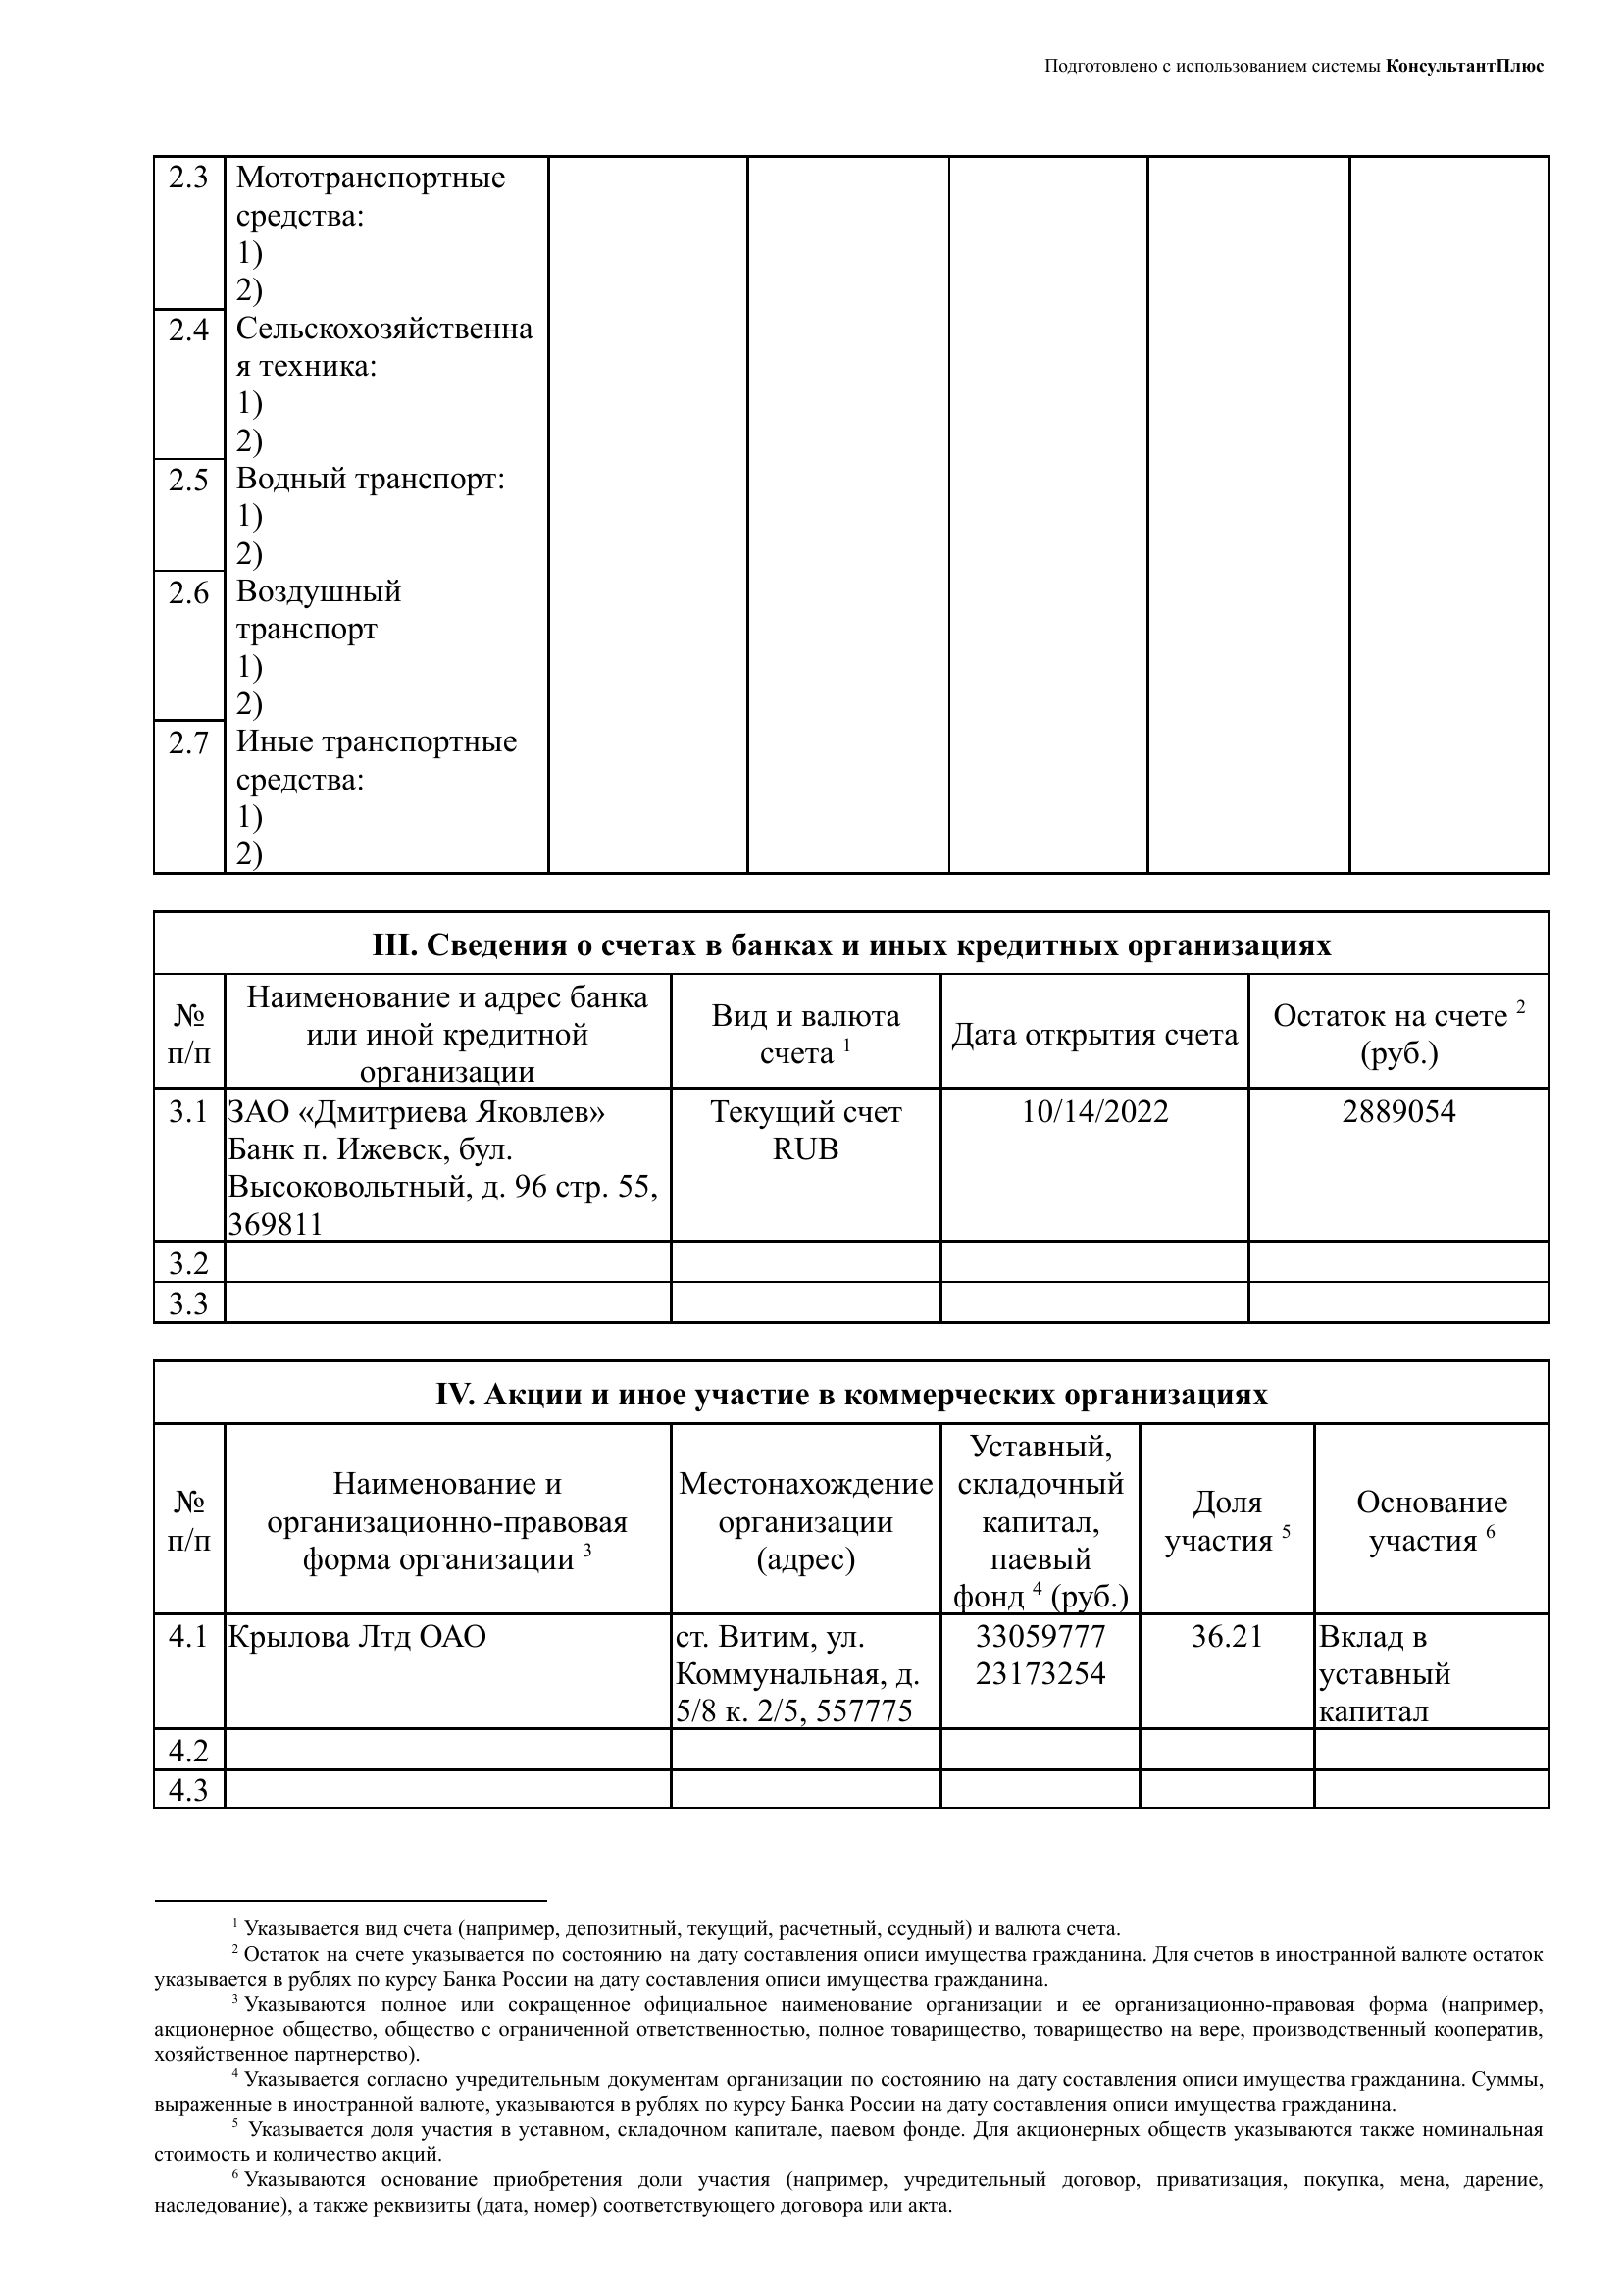 Подготовлено с использованием системы КонсультантПлюс
2.3 Мототранспортные
средства:
1)
2)
2.4 Сельскохозяйственна
я техника:
1)
2)
2.5 Водный транспорт:
1)
2)
2.6 Воздушный
транспорт
1)
2)
2.7 Иные транспортные
средства:
1)
2)
III. Сведения о счетах в банках и иных кредитных организациях
№
п/п
Наименование и адрес банка
или иной кредитной
организации
Вид и валюта
счета 1
Дата открытия счета
Остаток на счете 2
(руб.)
3.1
ЗАО «Дмитриева Яковлев»
Банк п. Ижевск, бул.
Высоковольтный, д. 96 стр. 55,
369811
Текущий счет
RUB
10/14/2022
2889054
3.2
3.3
IV. Акции и иное участие в коммерческих организациях
№
п/п
Наименование и
организационно-правовая
форма организации 3
Местонахождение
организации
(адрес)
Уставный,
складочный
капитал,
паевый
фонд 4 (руб.)
Доля
участия 5
Основание
участия 6
4.1
Крылова Лтд ОАО
ст. Витим, ул.
Коммунальная, д.
5/8 к. 2/5, 557775
33059777
23173254
36.21
Вклад в
уставный
капитал
4.2
4.3
1 Указывается вид счета (например, депозитный, текущий, расчетный, ссудный) и валюта счета.
2 Остаток на счете указывается по состоянию на дату составления описи имущества гражданина. Для счетов в иностранной валюте остаток
указывается в рублях по курсу Банка России на дату составления описи имущества гражданина.
3 Указываются полное или сокращенное официальное наименование организации и ее организационно-правовая форма (например,
акционерное общество, общество с ограниченной ответственностью, полное товарищество, товарищество на вере, производственный кооператив,
хозяйственное партнерство).
4 Указывается согласно учредительным документам организации по состоянию на дату составления описи имущества гражданина. Суммы,
выраженные в иностранной валюте, указываются в рублях по курсу Банка России на дату составления описи имущества гражданина.
5 Указывается доля участия в уставном, складочном капитале, паевом фонде. Для акционерных обществ указываются также номинальная
стоимость и количество акций.
6 Указываются основание приобретения доли участия (например, учредительный договор, приватизация, покупка, мена, дарение,
наследование), а также реквизиты (дата, номер) соответствующего договора или акта.